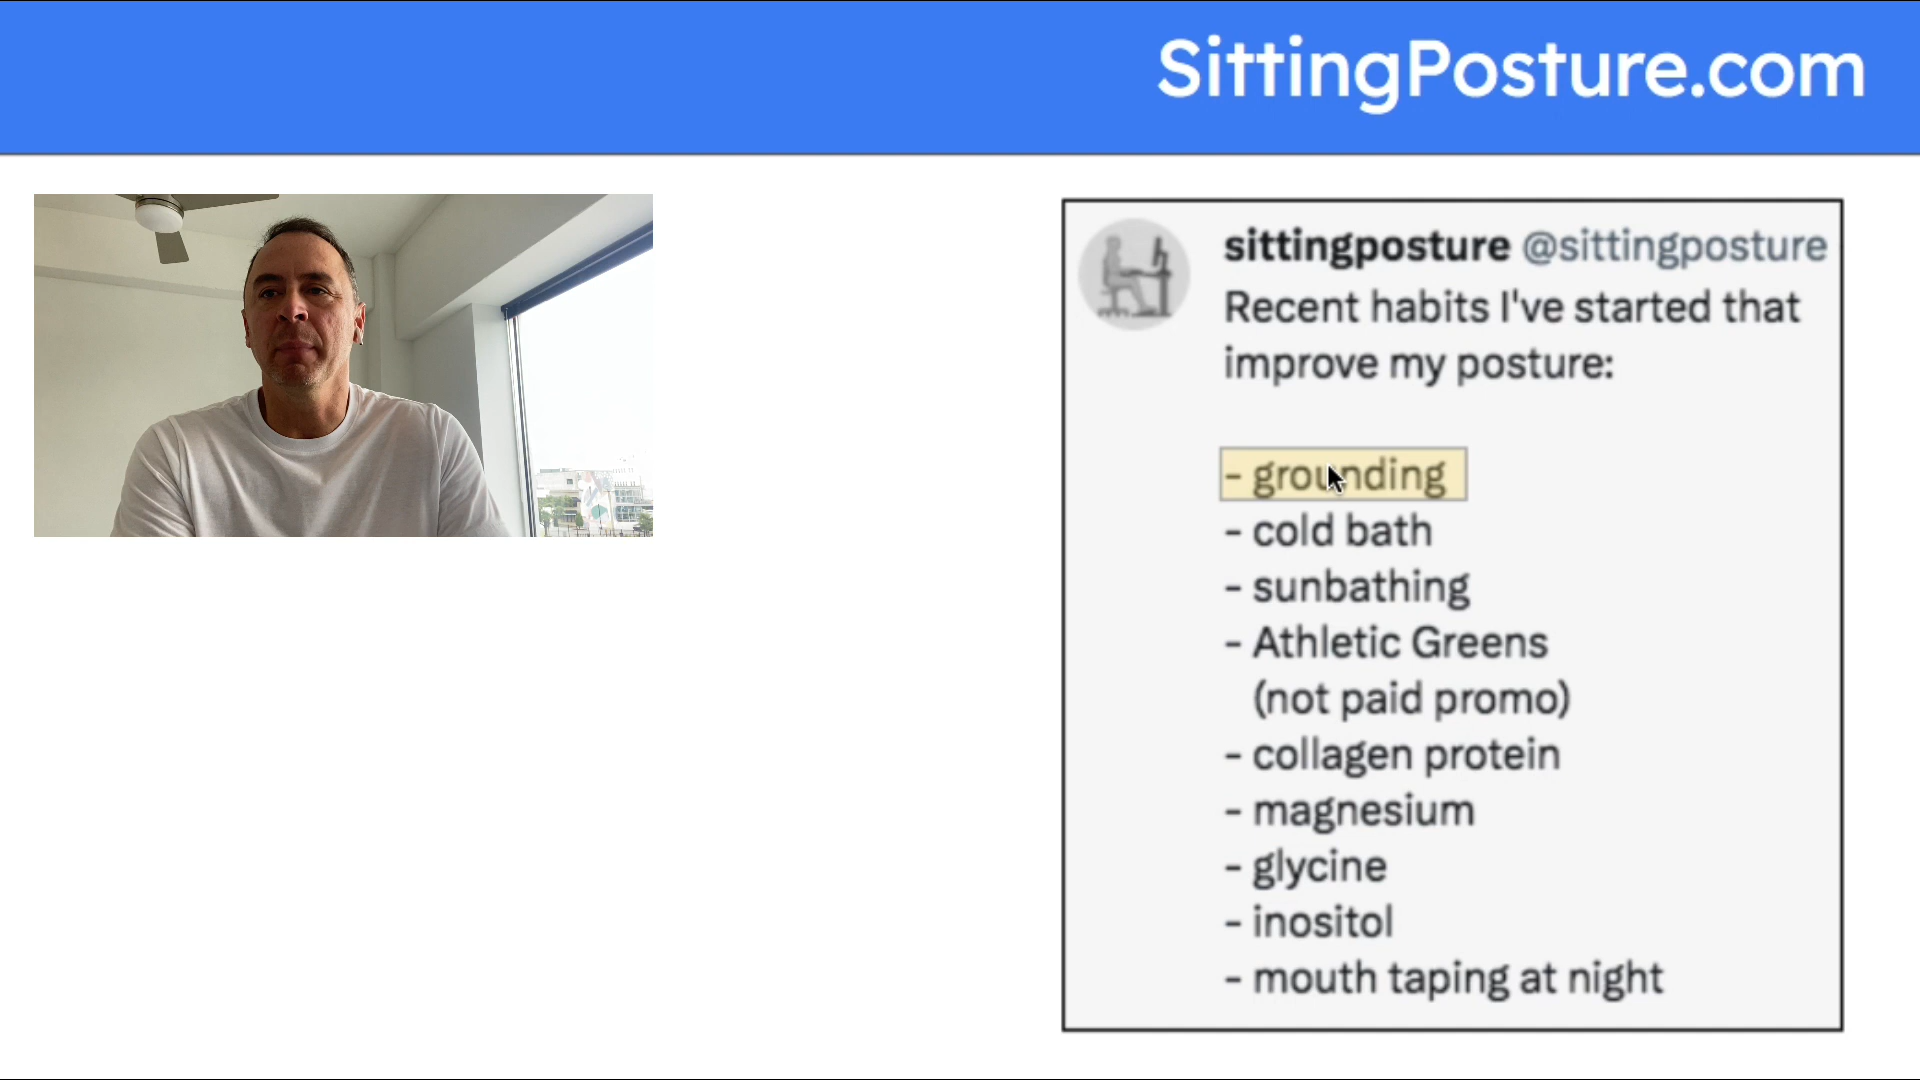 SittingPosture.com
sittingposture @sittingposture
Recent habits I've started that
improve my posture:
- grounding
- cold bath
- sunbathing
- Athletic Greens
(not paid promo)
- collagen protein
- magnesium
- glycine
- inositol
- mouth taping at night